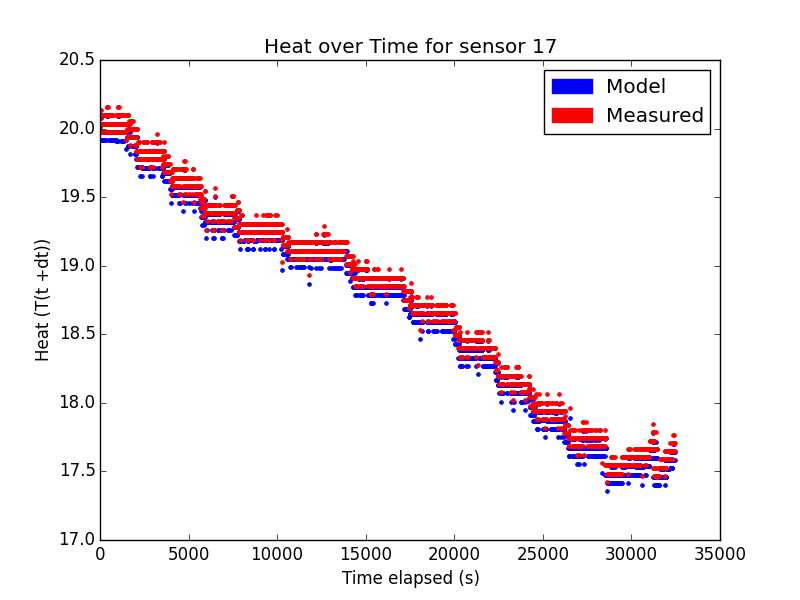 Heat over Time for sensor 17
20.5
20.0
19.5
19.0
18.5
18.0
17.5
17.0
Heat (T(t +dt))
Model
Measured
0 5000 10000 15000 20000 25000 30000 35000
Time elapsed (s)